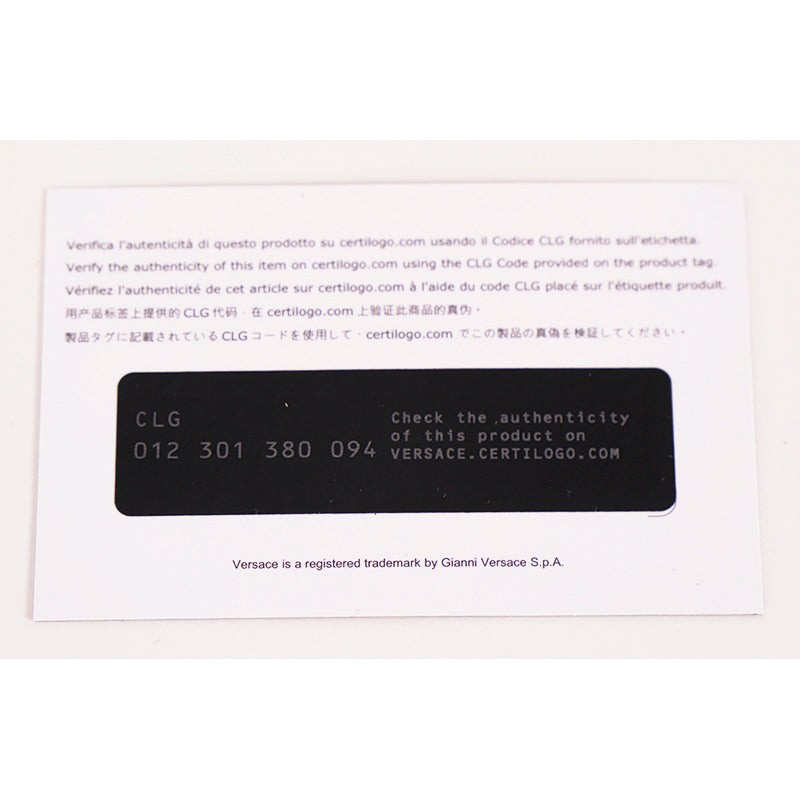 Verifica l'autenticità di questo prodotto su certilogo.com usando il Codice CLG fornito sull'etichetta.
Verify the authenticity of this item on certilogo.com using the CLG Code provided on the product tag.
Vérifiez l'authenticité de cet article sur certilogo.com à l'aide du code CLG placé sur l'étiquette produit.
用产品标签上提供的 CLG 代码，在 certilogo.com 上验证此商品的真伪。
製品タグに記載されている CLG コードを使用して、certilogo.com でこの製品の真偽を検証してください。
CLG
012 301 380 094
Check the authenticity
of this product on
VERSACE.CERTILOGO.COM
Versace is a registered trademark by Gianni Versace S.p.A.